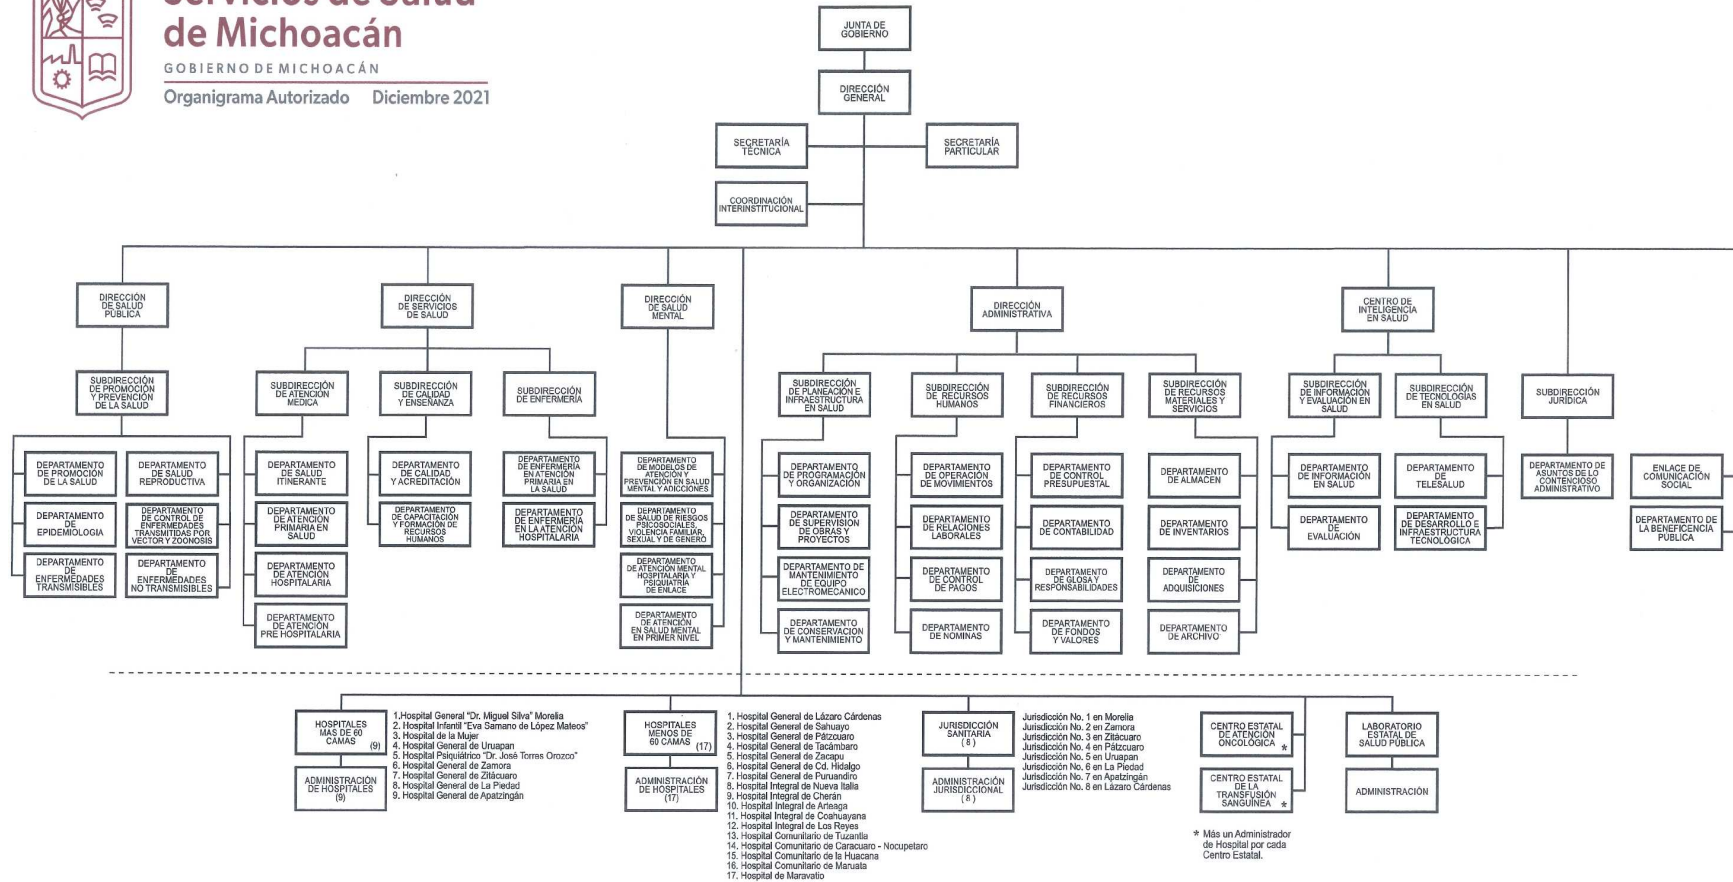 Servicios de Salud
de Michoacán
GOBIERNO DE MICHOACÁN
Organigrama Autorizado Diciembre 2021
JUNTA DE
GOBIERNO
DIRECCIÓN
GENERAL
SECRETARÍA
TÉCNICA
SECRETARÍA
PARTICULAR
COORDINACIÓN
INTERINSTITUCIONAL
DIRECCIÓN
DE SALUD
PÚBLICA
DIRECCIÓN
DE SERVICIOS
DE SALUD
DIRECCIÓN
DE SALUD
MENTAL
DIRECCIÓN
ADMINISTRATIVA
CENTRO DE
INTELIGENCIA
EN SALUD
SUBDIRECCIÓN
DE PROMOCIÓN
Y PREVENCIÓN
DE LA SALUD
SUBDIRECCIÓN
DE ATENCIÓN
MEDICA
SUBDIRECCIÓN
DE CALIDAD
Y ENSEÑANZA
SUBDIRECCIÓN
DE ENFERMERÍA
SUBDIRECCIÓN
DE PLANEACIÓN E
INFRAESTRUCTURA
EN SALUD
SUBDIRECCIÓN
DE RECURSOS
HUMANOS
SUBDIRECCIÓN
DE RECURSOS
FINANCIEROS
SUBDIRECCIÓN
DE RECURSOS
MATERIALES Y
SERVICIOS
SUBDIRECCIÓN
DE INFORMACIÓN
Y EVALUACIÓN EN
SALUD
SUBDIRECCIÓN
DE TECNOLOGÍAS
EN SALUD
SUBDIRECCIÓN
JURÍDICA
DEPARTAMENTO
DE PROMOCIÓN
DE LA SALUD
DEPARTAMENTO
DE SALUD
REPRODUCTIVA
DEPARTAMENTO
DE
EPIDEMIOLOGIA
DEPARTAMENTO
DE CONTROL DE
ENFERMEDADES
TRANSMITIDAS POR
VECTOR Y ZOONOSIS
DEPARTAMENTO
DE
ENFERMEDADES
TRANSMISIBLES
DEPARTAMENTO
DE
ENFERMEDADES
NO TRANSMISIBLES
DEPARTAMENTO
DE SALUD
ITINERANTE
DEPARTAMENTO
DE ATENCIÓN
PRIMARIA EN
SALUD
DEPARTAMENTO
DE ATENCIÓN
HOSPITALARIA
DEPARTAMENTO
DE ATENCIÓN
PRE HOSPITALARIA
DEPARTAMENTO
DE CALIDAD
Y ACREDITACIÓN
DEPARTAMENTO
DE CAPACITACIÓN
Y FORMACIÓN DE
RECURSOS
HUMANOS
DEPARTAMENTO
DE ENFERMERÍA
EN ATENCIÓN
PRIMARIA EN
LA SALUD
DEPARTAMENTO
DE ENFERMERÍA
EN LA ATENCIÓN
HOSPITALARIA
DEPARTAMENTO
DE MODELOS DE
ATENCIÓN Y
PREVENCIÓN EN SALUD
MENTAL Y ADICCIONES
DEPARTAMENTO
DE SALUD DE RIESGOS
PSICOSOCIALES,
VIOLENCIA FAMILIAR,
SEXUAL Y DE GENERO
DEPARTAMENTO
DE ATENCIÓN MENTAL
HOSPITALARIA Y
PSIQUIATRÍA
DE ENLACE
DEPARTAMENTO
DE ATENCIÓN
EN SALUD MENTAL
EN PRIMER NIVEL
DEPARTAMENTO
DE PROGRAMACIÓN
Y ORGANIZACIÓN
DEPARTAMENTO
DE SUPERVISIÓN
DE OBRAS Y
PROYECTOS
DEPARTAMENTO DE
MANTENIMIENTO
DE EQUIPO
ELECTROMECÁNICO
DEPARTAMENTO
DE CONSERVACION
Y MANTENIMIENTO
DEPARTAMENTO
DE OPERACIÓN
DE MOVIMIENTOS
DEPARTAMENTO
DE RELACIONES
LABORALES
DEPARTAMENTO
DE CONTROL
DE PAGOS
DEPARTAMENTO
DE NOMINAS
DEPARTAMENTO
DE CONTROL
PRESUPUESTAL
DEPARTAMENTO
DE CONTABILIDAD
DEPARTAMENTO
DE GLOSA Y
RESPONSABILIDADES
DEPARTAMENTO
DE FONDOS
Y VALORES
DEPARTAMENTO
DE ALMACEN
DEPARTAMENTO
DE INVENTARIOS
DEPARTAMENTO
DE
ADQUISICIONES
DEPARTAMENTO
DE ARCHIVO
DEPARTAMENTO
DE INFORMACIÓN
EN SALUD
DEPARTAMENTO
DE
EVALUACIÓN
DEPARTAMENTO
DE
TELESALUD
DEPARTAMENTO
DE DESARROLLO E
INFRAESTRUCTURA
TECNOLÓGICA
DEPARTAMENTO DE
ASUNTOS DE LO
CONTENCIOSO
ADMINISTRATIVO
ENLACE DE
COMUNICACIÓN
SOCIAL
DEPARTAMENTO DE
LA BENEFICENCIA
PÚBLICA
HOSPITALES
MAS DE 60
CAMAS (9)
ADMINISTRACIÓN
DE HOSPITALES
(9)
1.Hospital General "Dr. Miguel Silva" Morelia
2. Hospital Infantil "Eva Samano de López Mateos"
3. Hospital de la Mujer
4. Hospital General de Uruapan
5. Hospital Psiquiátrico "Dr. José Torres Orozco"
6. Hospital General de Zamora
7. Hospital General de Zitácuaro
8. Hospital General de La Piedad
9. Hospital General de Apatzingán
HOSPITALES
MENOS DE
60 CAMAS (17)
ADMINISTRACIÓN
DE HOSPITALES
(17)
1. Hospital General de Lázaro Cárdenas
2. Hospital General de Sahuayo
3. Hospital General de Pátzcuaro
4. Hospital General de Tacámbaro
5. Hospital General de Zacapu
6. Hospital General de Cd. Hidalgo
7. Hospital General de Puruandiro
8. Hospital Integral de Nueva Italia
9. Hospital Integral de Cherán
10. Hospital Integral de Arteaga
11. Hospital Integral de Coahuayana
12. Hospital Integral de Los Reyes
13. Hospital Comunitario de Tuzantla
14. Hospital Comunitario de Caracuaro - Nocupetaro
15. Hospital Comunitario de la Huacana
16. Hospital Comunitario de Maruata
17. Hospital de Maravatio
JURISDICCIÓN
SANITARIA
( 8 )
ADMINISTRACIÓN
JURISDICCIONAL
( 8 )
Jurisdicción No. 1 en Morelia
Jurisdicción No. 2 en Zamora
Jurisdicción No. 3 en Zitácuaro
Jurisdicción No. 4 en Pátzcuaro
Jurisdicción No. 5 en Uruapan
Jurisdicción No. 6 en La Piedad
Jurisdicción No. 7 en Apatzingán
Jurisdicción No. 8 en Lázaro Cárdenas
CENTRO ESTATAL
DE ATENCIÓN
ONCOLÓGICA *
CENTRO ESTATAL
DE LA
TRANSFUSIÓN
SANGUÍNEA *
* Más un Administrador
de Hospital por cada
Centro Estatal.
LABORATORIO
ESTATAL DE
SALUD PÚBLICA
ADMINISTRACIÓN